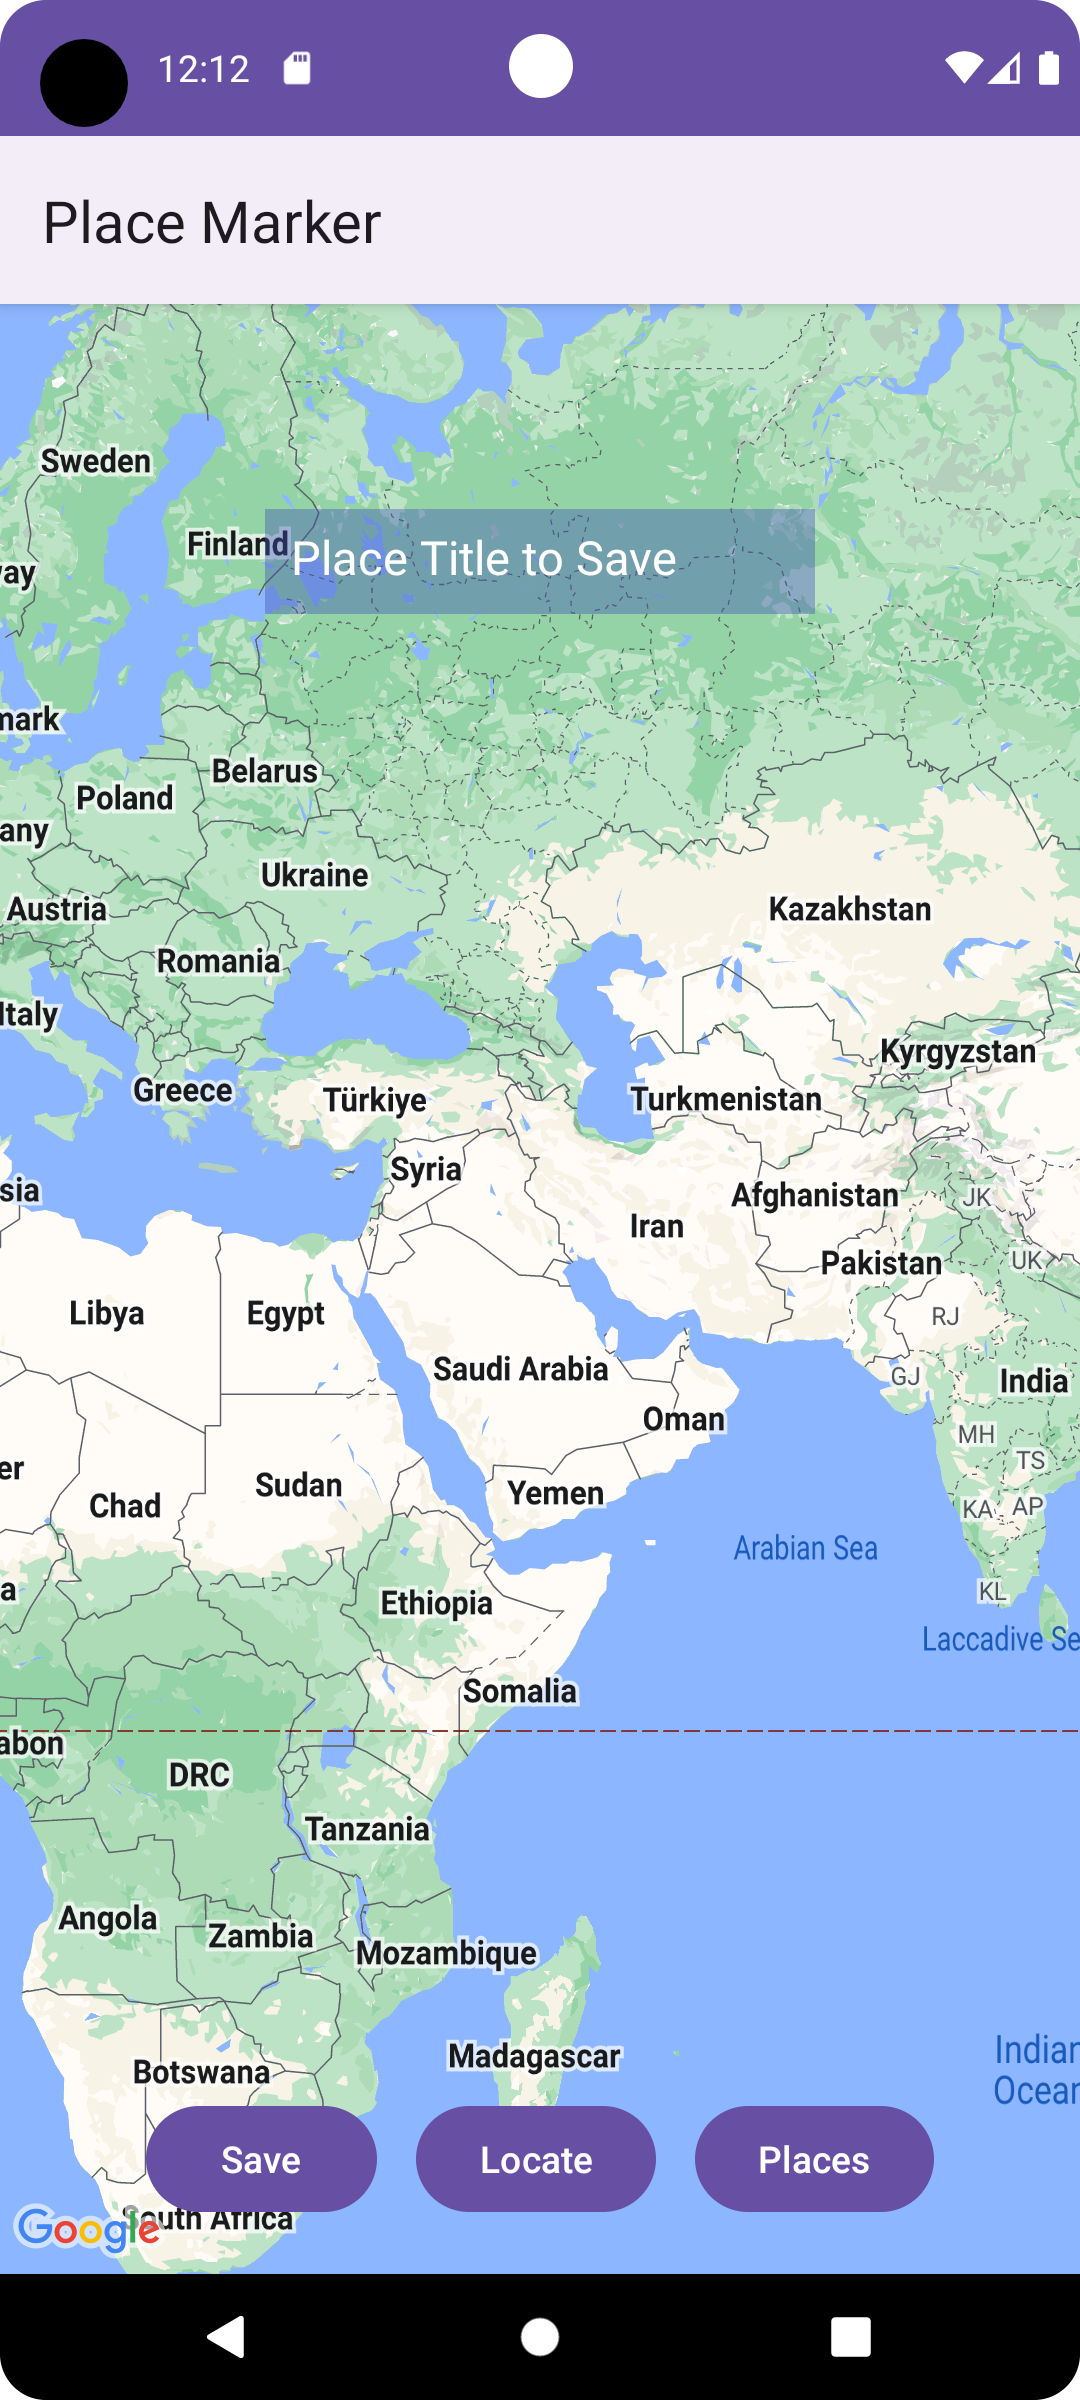 12:12
Place Marker
Sweden
Finland
Place Title to Save
way
mark
Belarus
Poland
any
Ukraine
Austria
Kazakhstan
Romania
Italy
Kyrgyzstan
Greece
Türkiye
Turkmenistan
Syria
sia
Afghanistan
JK
Iran
Pakistan
UK
Libya
Egypt
RJ
Saudi Arabia
GJ
India
Oman
MH
er
TS
Sudan
Yemen
Chad
KA
AP
Arabian Sea
a
Ethiopia
KL
Laccadive Se
Somalia
abon
DRC
Tanzania
Angola
Zambia
Mozambique
Indian
Ocean
Madagascar
Botswana
Save
Locate
Places
South Africa
Google